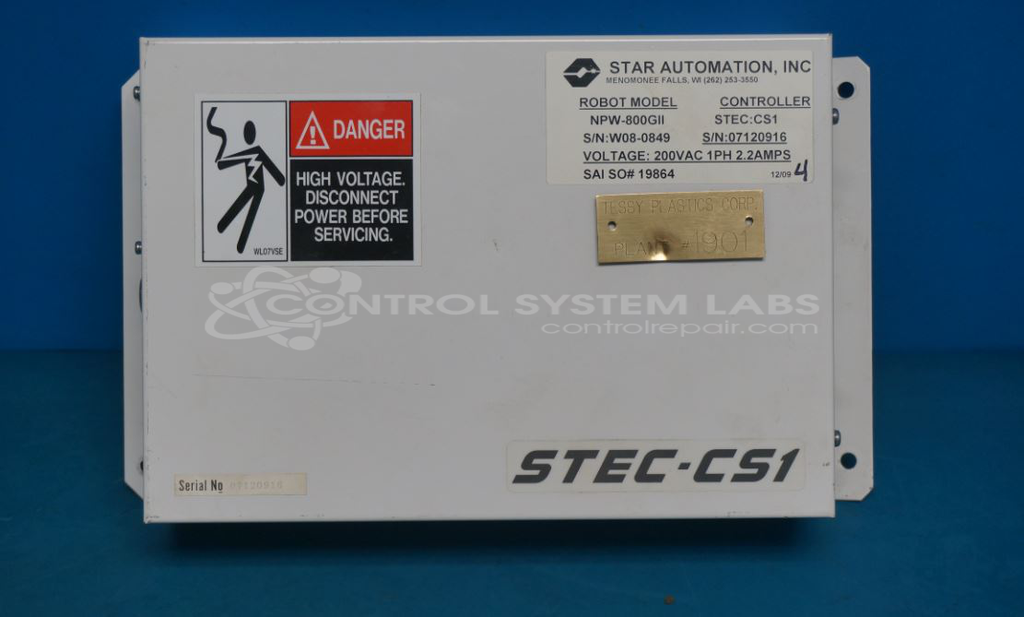 STAR AUTOMATION, INC
MENOMONEE FALLS, WI (262) 253-3550
ROBOT MODEL CONTROLLER
NPW-800GII STEC:CS1
S/N:W08-0849 S/N:07120916
VOLTAGE: 200VAC 1PH 2.2AMPS
SAI SO# 19864 12/09 4
DANGER
HIGH VOLTAGE.
DISCONNECT
POWER BEFORE
SERVICING.
WL07VSE
TESSY PLASTICS CORP.
PLANT # 1901
CONTROL SYSTEM LABS
controlrepair.com
STEC-CS1
Serial No 07120916